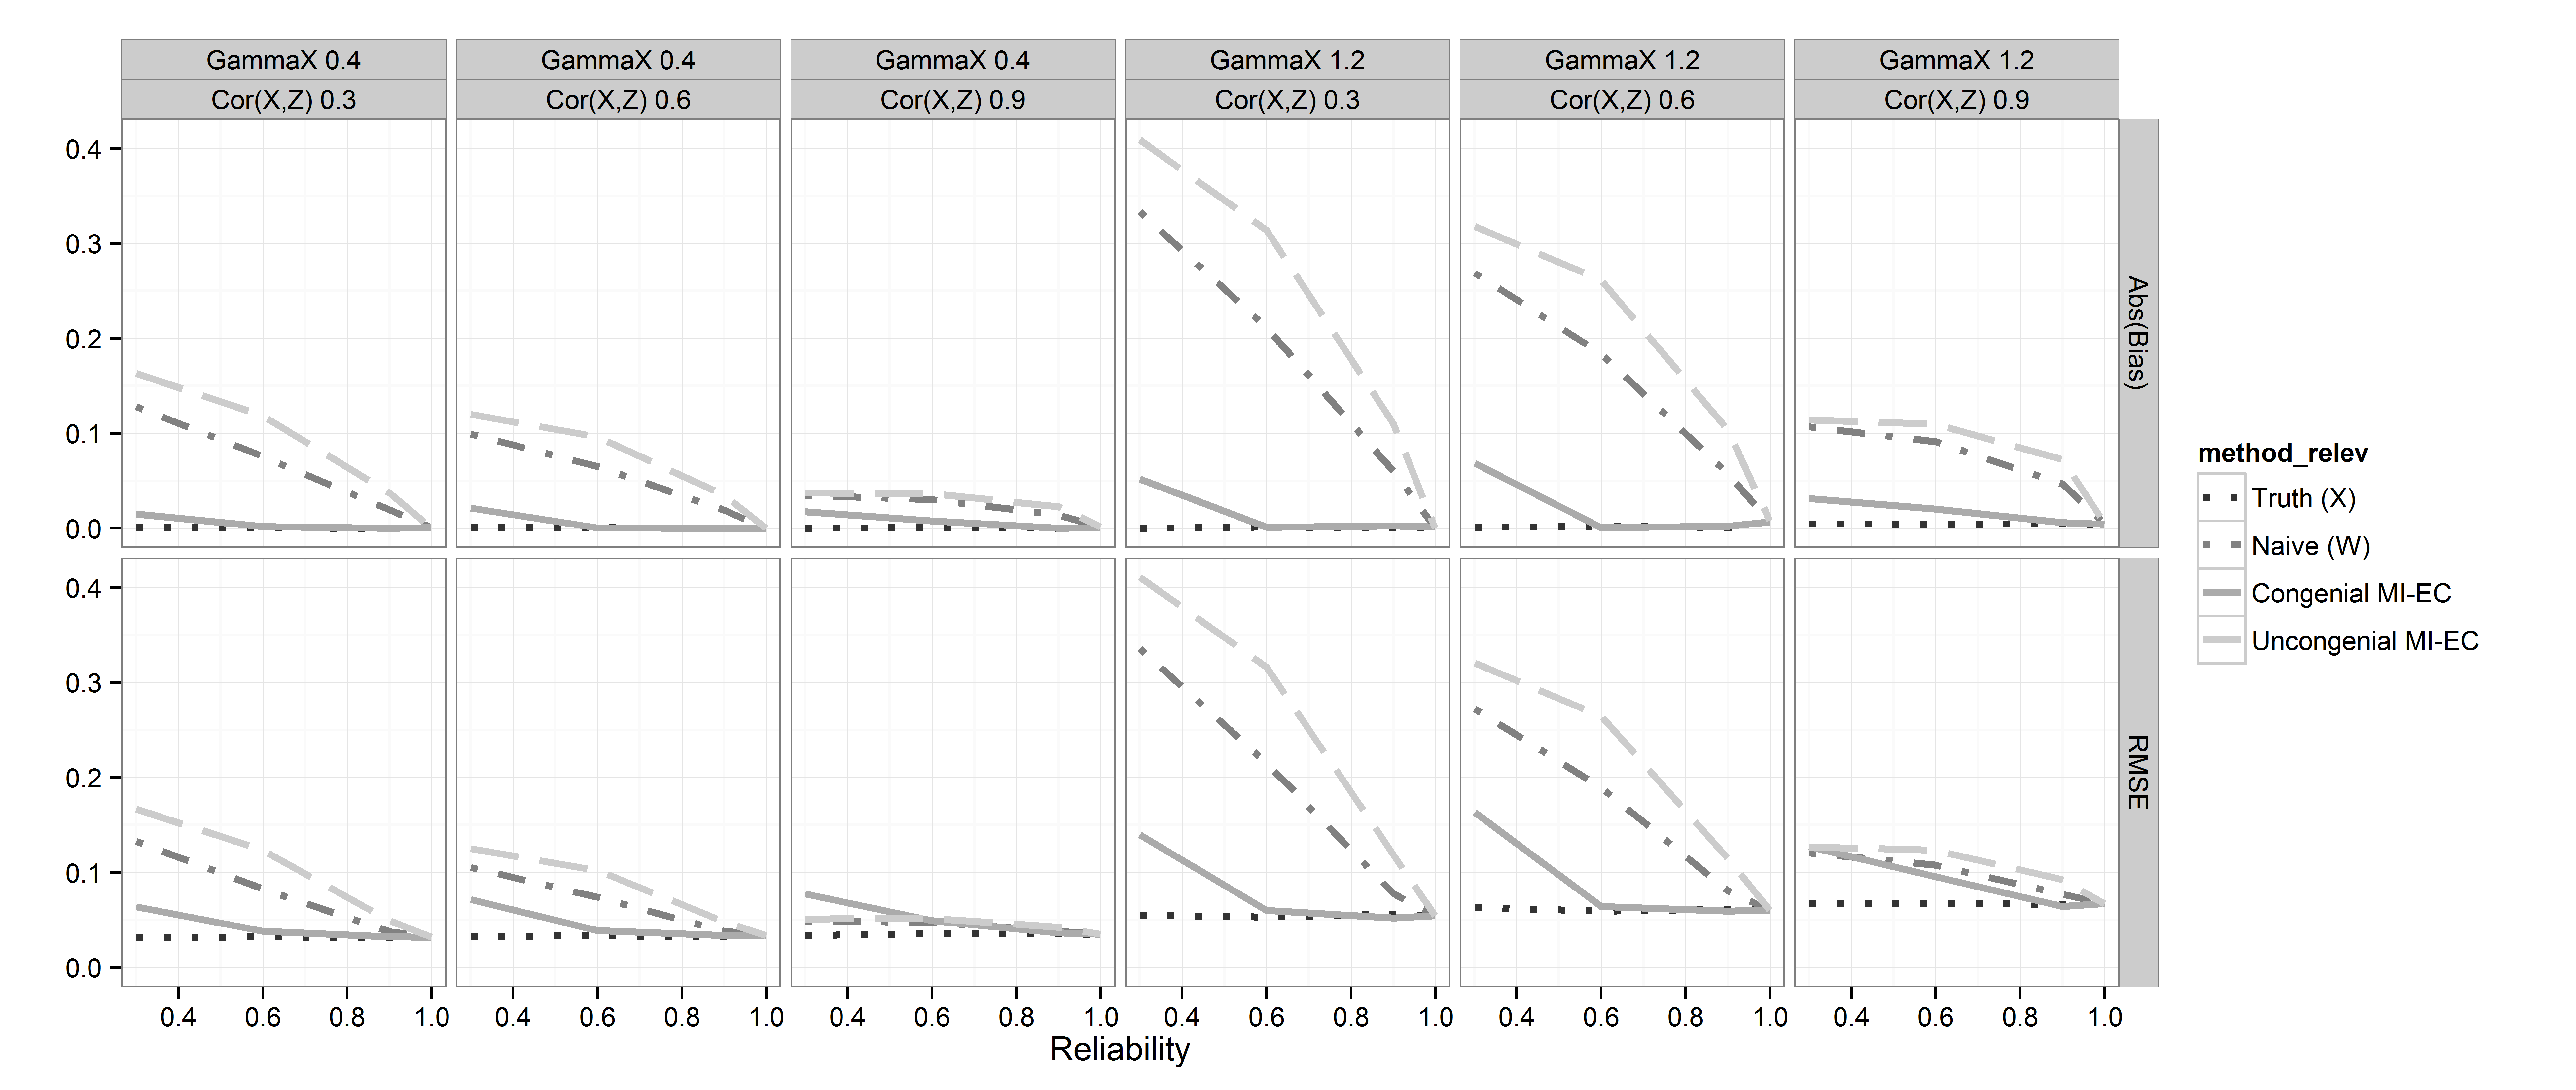 GammaX 0.4 GammaX 0.4 GammaX 0.4 GammaX 1.2 GammaX 1.2 GammaX 1.2
Cor(X,Z) 0.3 Cor(X,Z) 0.6 Cor(X,Z) 0.9 Cor(X,Z) 0.3 Cor(X,Z) 0.6 Cor(X,Z) 0.9
0.4
0.3
0.2
0.1
0.0
Abs(Bias)
0.4
0.3
0.2
0.1
0.0
RMSE
0.4 0.6 0.8 1.0 0.4 0.6 0.8 1.0 0.4 0.6 0.8 1.0 0.4 0.6 0.8 1.0 0.4 0.6 0.8 1.0 0.4 0.6 0.8 1.0
Reliability
method_relev
Truth (X)
Naive (W)
Congenial MI-EC
Uncongenial MI-EC